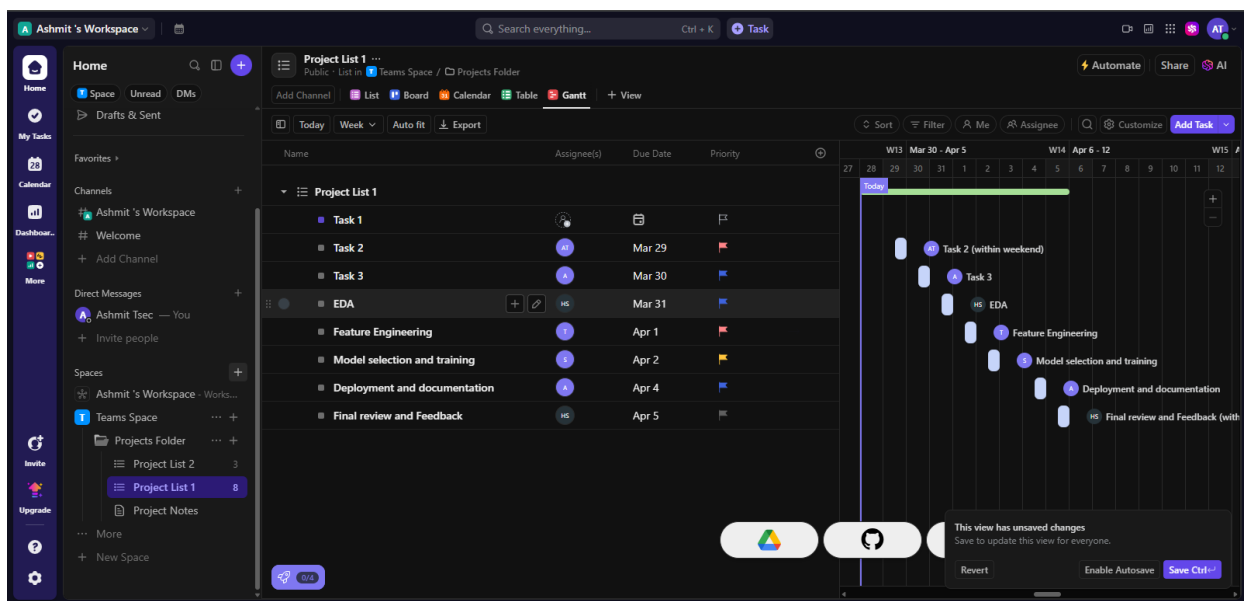 A Ashmit 's Workspace
Search everything... Ctrl + K
Task
AT
Home
My Tasks
28
Calendar
Dashboar..
More
Invite
Upgrade
Home
T Space Unread DMs
Drafts & Sent
Favorites
Channels
Ashmit 's Workspace
Welcome
+ Add Channel
Direct Messages
A Ashmit Tsec — You
+ Invite people
Spaces
Ashmit 's Workspace - Works...
T Teams Space
Projects Folder
Project List 2 3
Project List 1 8
Project Notes
More
+ New Space
Project List 1 ...
Public · List in T Teams Space / Projects Folder
Automate Share AI
Add Channel List Board Calendar Table Gantt + View
Today Week Auto fit Export
Sort Filter Me Assignee Customize Add Task
Name Assignee(s) Due Date Priority
W13 Mar 30 - Apr 5 W14 Apr 6 - 12 W15
27 28 29 30 31 1 2 3 4 5 6 7 8 9 10 11 12
Today
Project List 1
Task 1
Task 2 AT Mar 29
AT Task 2 (within weekend)
Task 3 A Mar 30
A Task 3
EDA HS Mar 31
HS EDA
Feature Engineering T Apr 1
T Feature Engineering
Model selection and training S Apr 2
S Model selection and training
Deployment and documentation A Apr 4
A Deployment and documentation
Final review and Feedback HS Apr 5
HS Final review and Feedback (with
0/4
This view has unsaved changes
Save to update this view for everyone.
Revert Enable Autosave Save Ctrl↵